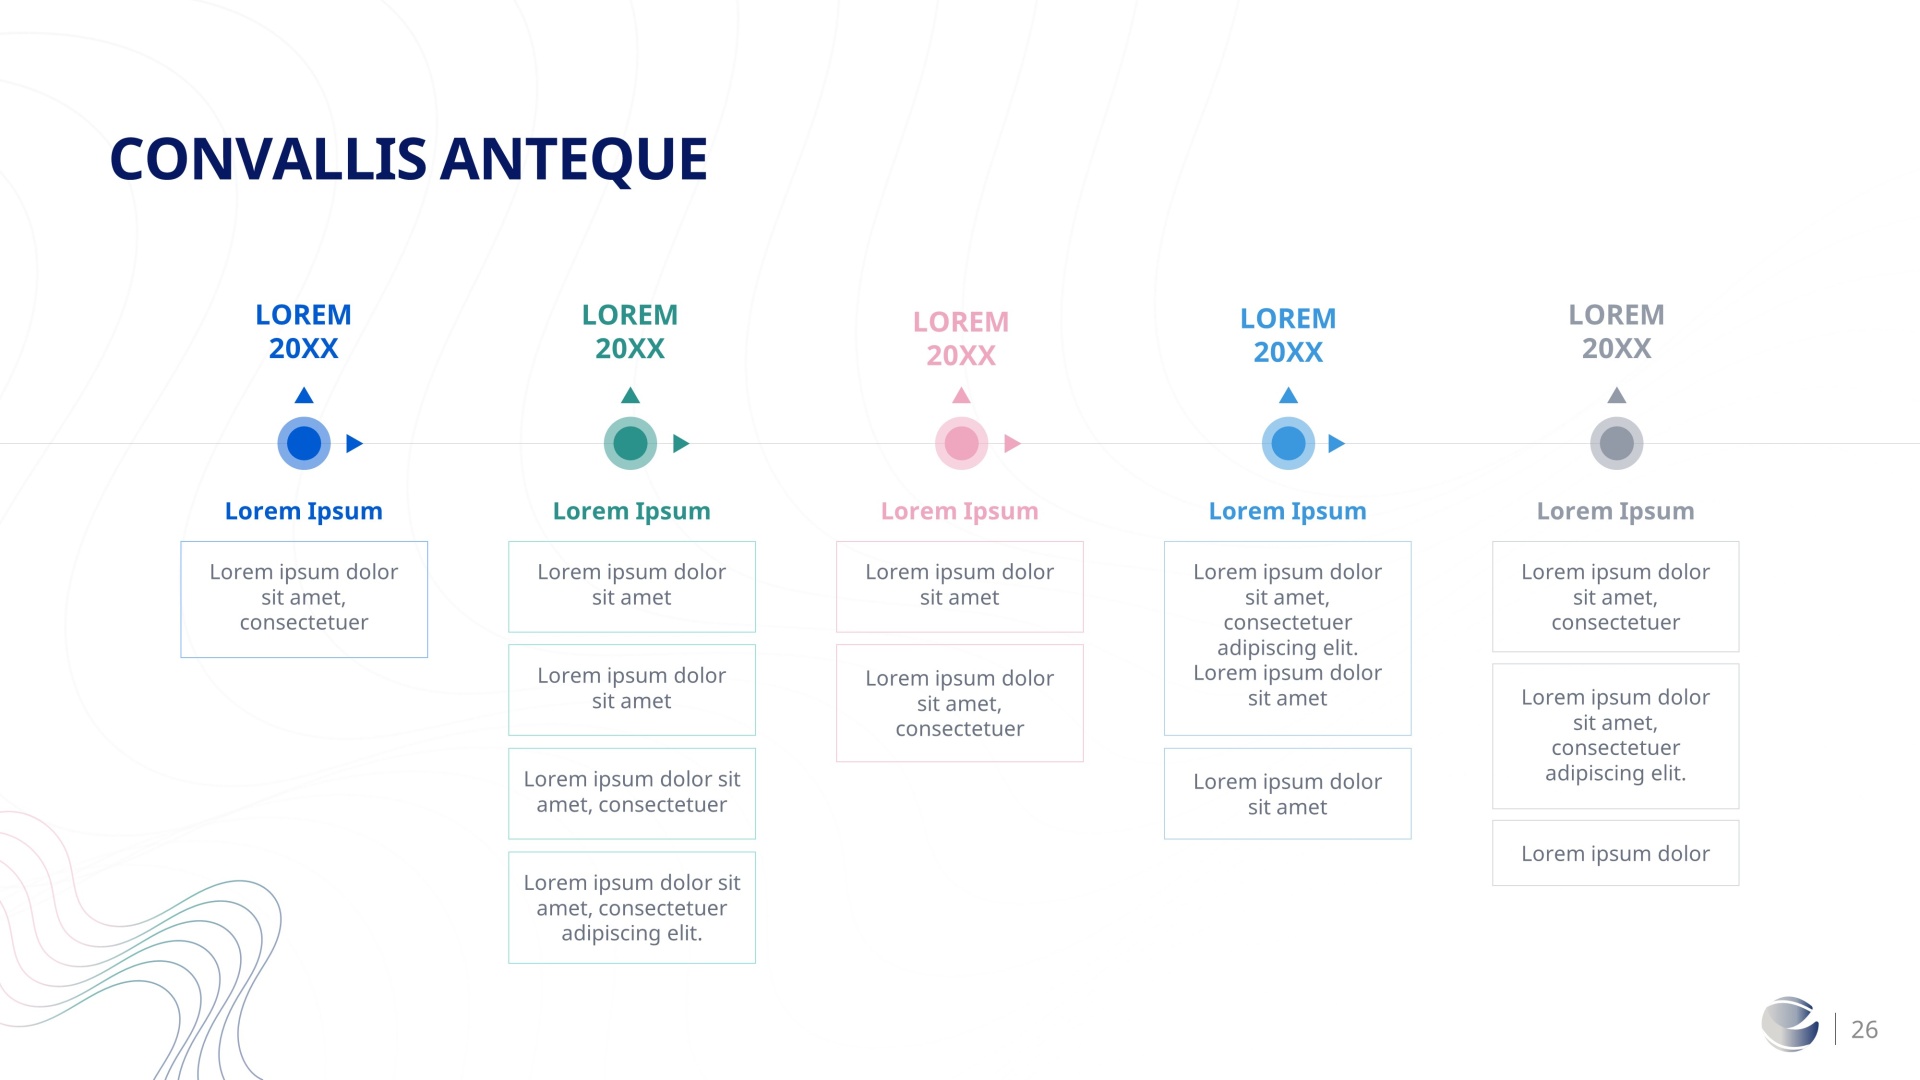 CONVALLIS ANTEQUE
LOREM
20XX
Lorem Ipsum
Lorem ipsum dolor
sit amet,
consectetuer
LOREM
20XX
Lorem Ipsum
Lorem ipsum dolor
sit amet
Lorem ipsum dolor
sit amet
Lorem ipsum dolor sit
amet, consectetuer
Lorem ipsum dolor sit
amet, consectetuer
adipiscing elit.
LOREM
20XX
Lorem Ipsum
Lorem ipsum dolor
sit amet
Lorem ipsum dolor
sit amet,
consectetuer
LOREM
20XX
Lorem Ipsum
Lorem ipsum dolor
sit amet,
consectetuer
adipiscing elit.
Lorem ipsum dolor
sit amet
Lorem ipsum dolor
sit amet
LOREM
20XX
Lorem Ipsum
Lorem ipsum dolor
sit amet,
consectetuer
Lorem ipsum dolor
sit amet,
consectetuer
adipiscing elit.
Lorem ipsum dolor
26